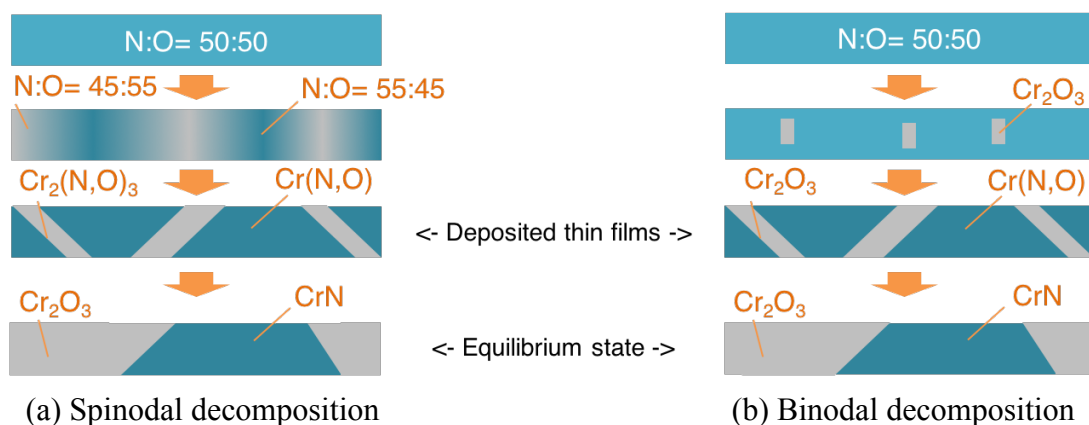 N:O= 50:50
N:O= 45:55
N:O= 55:45
Cr₂(N,O)₃
Cr(N,O)
Cr₂O₃
CrN
(a) Spinodal decomposition
<- Deposited thin films ->
<- Equilibrium state ->
N:O= 50:50
Cr₂O₃
Cr₂O₃
Cr(N,O)
Cr₂O₃
CrN
(b) Binodal decomposition